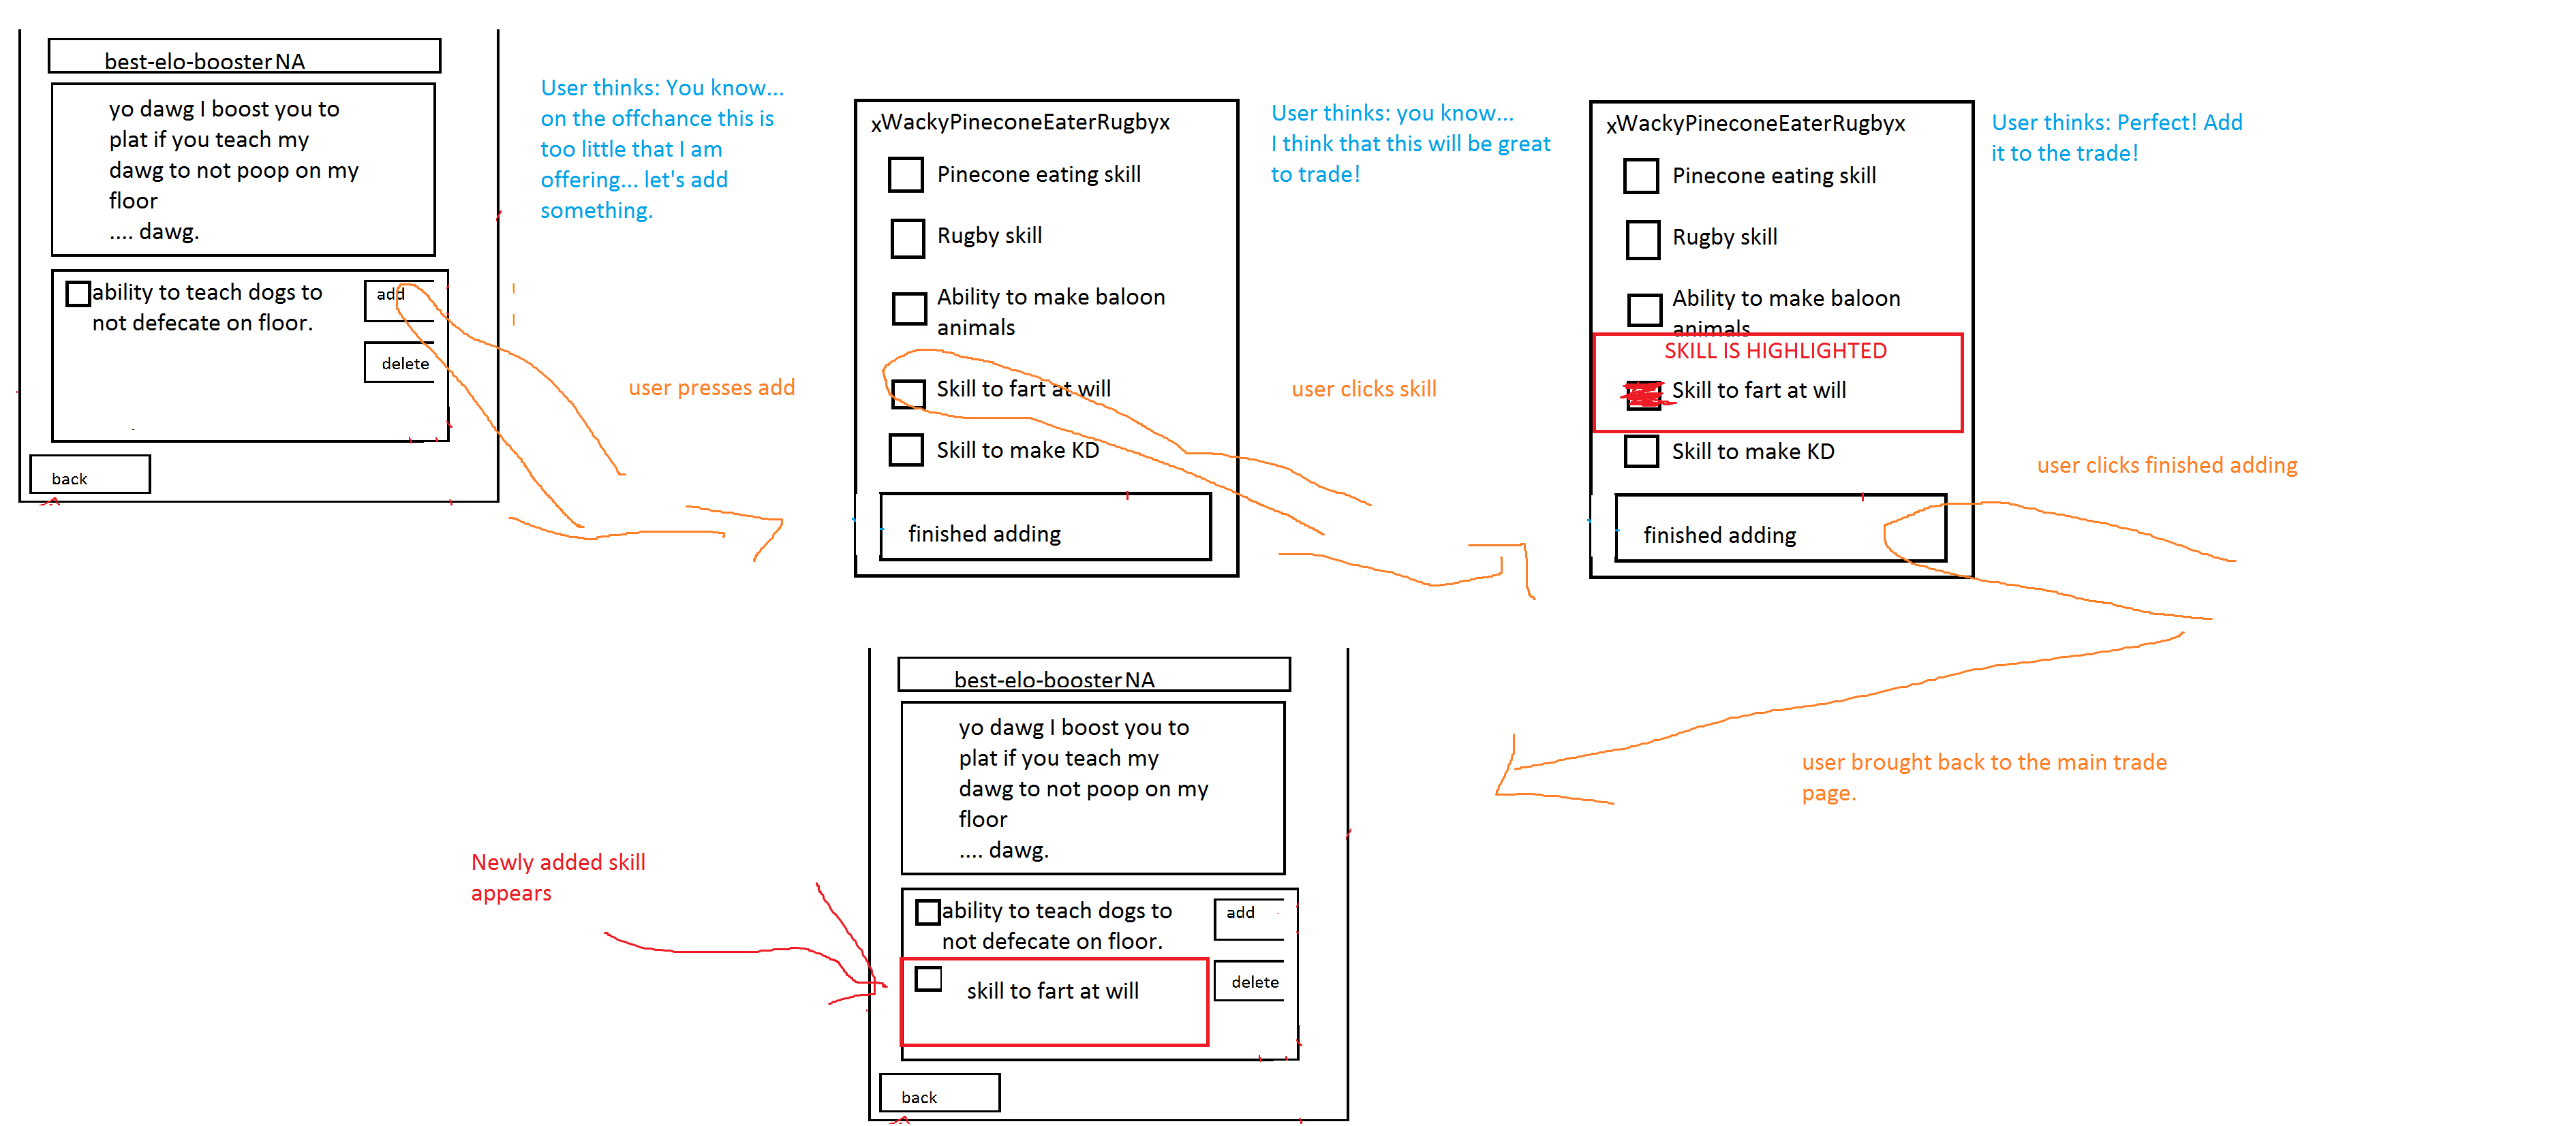 best-elo-booster NA
yo dawg I boost you to
plat if you teach my
dawg to not poop on my
floor
.... dawg.
ability to teach dogs to
not defecate on floor.
add
delete
back
User thinks: You know...
on the offchance this is
too little that I am
offering... let's add
something.
user presses add
xWackyPineconeEaterRugbyx
Pinecone eating skill
Rugby skill
Ability to make baloon
animals
Skill to fart at will
Skill to make KD
finished adding
User thinks: you know...
I think that this will be great
to trade!
user clicks skill
xWackyPineconeEaterRugbyx
Pinecone eating skill
Rugby skill
Ability to make baloon
animals
SKILL IS HIGHLIGHTED
Skill to fart at will
Skill to make KD
finished adding
User thinks: Perfect! Add
it to the trade!
user clicks finished adding
user brought back to the main trade
page.
best-elo-booster NA
yo dawg I boost you to
plat if you teach my
dawg to not poop on my
floor
.... dawg.
ability to teach dogs to
not defecate on floor.
add
skill to fart at will
delete
back
Newly added skill
appears